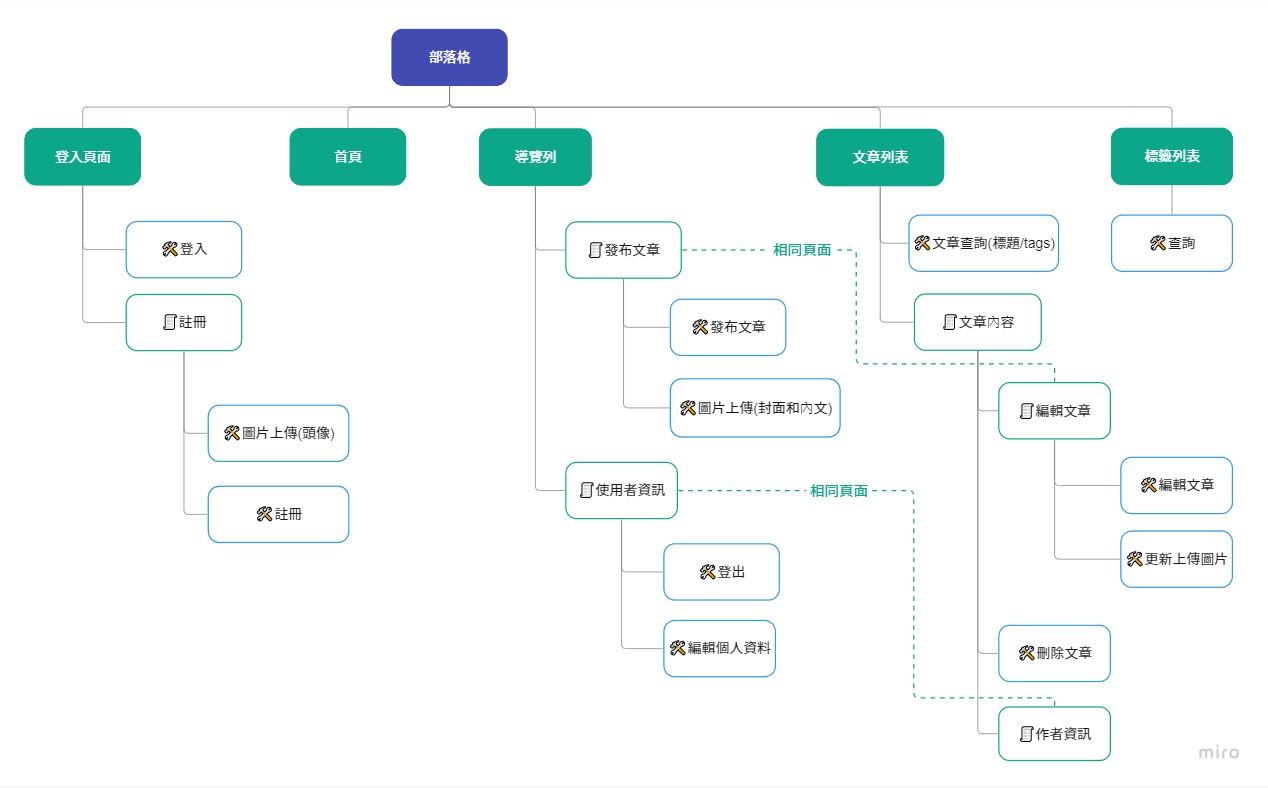 部落格
登入頁面
首頁
導覽列
文章列表
標籤列表
登入
註冊
圖片上傳(頭像)
註冊
發布文章
相同頁面
發布文章
圖片上傳(封面和內文)
使用者資訊
相同頁面
登出
編輯個人資料
文章查詢(標題/tags)
文章內容
編輯文章
編輯文章
更新上傳圖片
刪除文章
作者資訊
查詢
miro